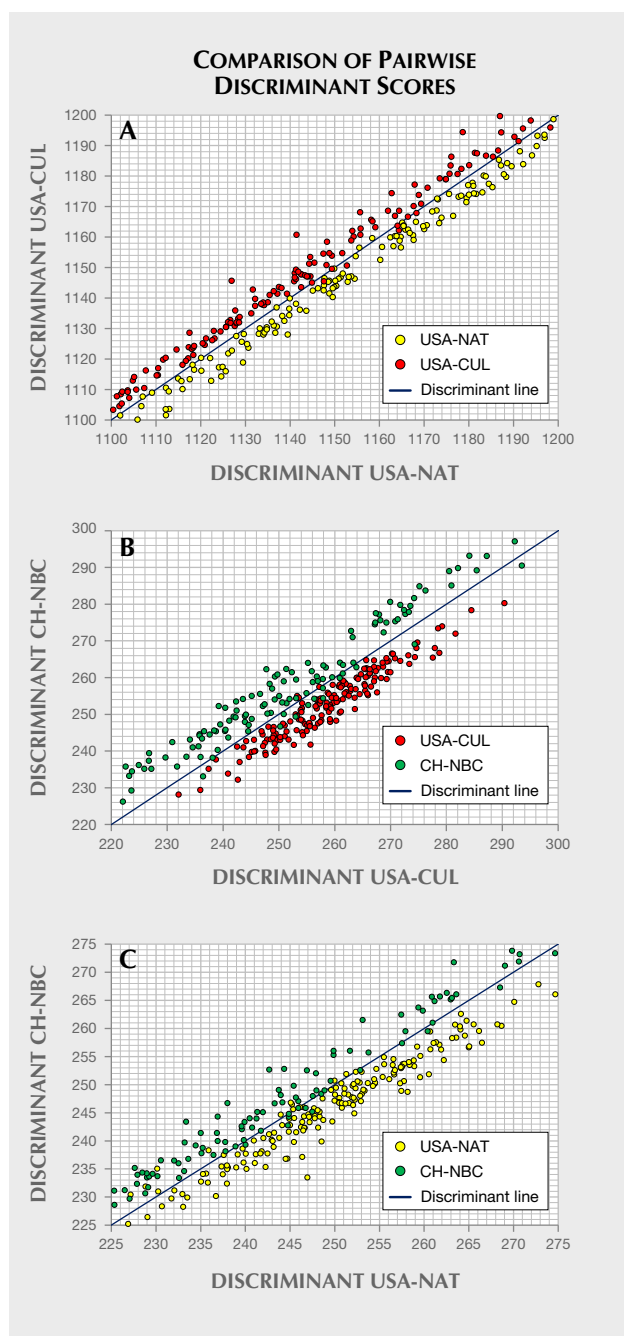 COMPARISON OF PAIRWISE
DISCRIMINANT SCORES
A
DISCRIMINANT USA-CUL
1200
1190
1180
1170
1160
1150
1140
1130
1120
1110
1100
USA-NAT
USA-CUL
Discriminant line
1100 1110 1120 1130 1140 1150 1160 1170 1180 1190 1200
DISCRIMINANT USA-NAT
B
DISCRIMINANT CH-NBC
300
290
280
270
260
250
240
230
220
USA-CUL
CH-NBC
Discriminant line
220 230 240 250 260 270 280 290 300
DISCRIMINANT USA-CUL
C
DISCRIMINANT CH-NBC
275
270
265
260
255
250
245
240
235
230
225
USA-NAT
CH-NBC
Discriminant line
225 230 235 240 245 250 255 260 265 270 275
DISCRIMINANT USA-NAT